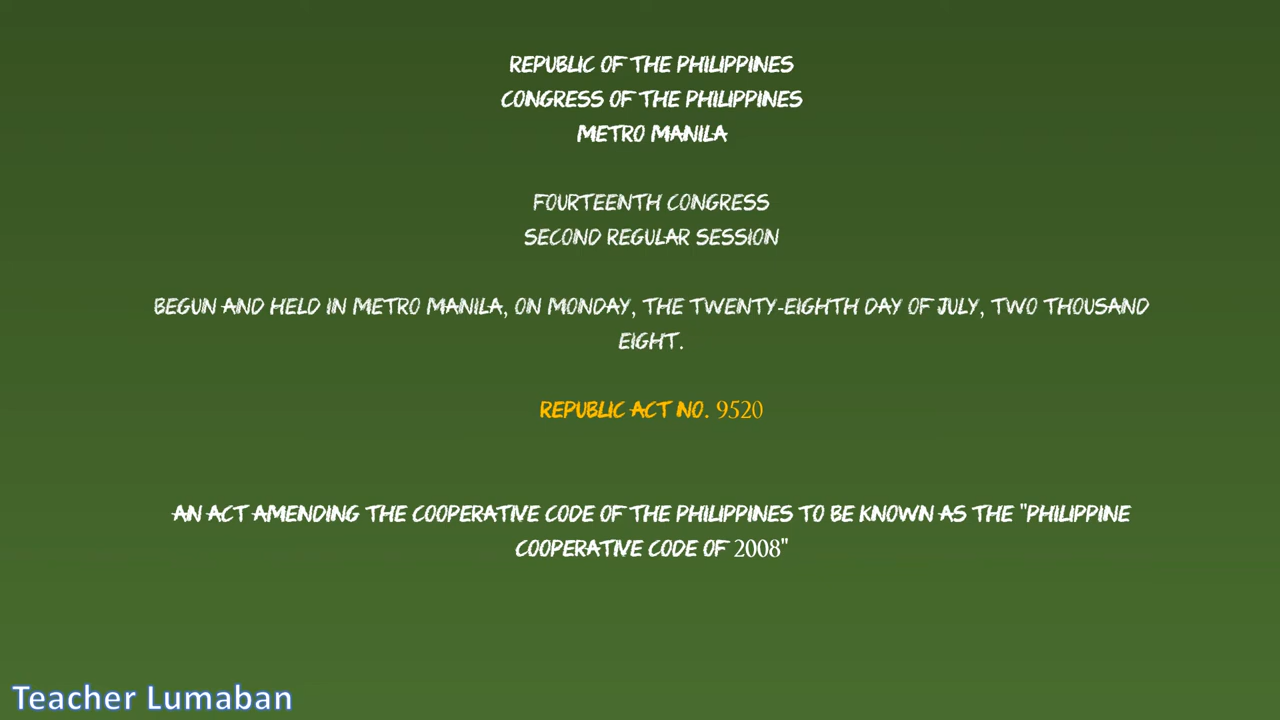 REPUBLIC OF THE PHILIPPINES
CONGRESS OF THE PHILIPPINES
METRO MANILA
FOURTEENTH CONGRESS
SECOND REGULAR SESSION
BEGUN AND HELD IN METRO MANILA, ON MONDAY, THE TWENTY-EIGHTH DAY OF JULY, TWO THOUSAND
EIGHT.
REPUBLIC ACT NO. 9520
AN ACT AMENDING THE COOPERATIVE CODE OF THE PHILIPPINES TO BE KNOWN AS THE "PHILIPPINE
COOPERATIVE CODE OF 2008"
Teacher Lumaban